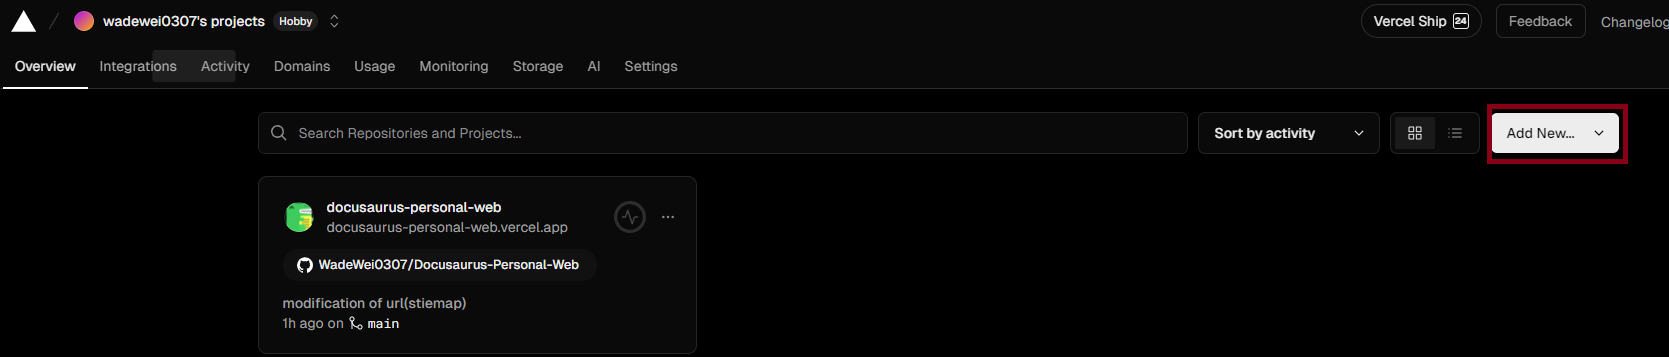 wadewei0307's projects Hobby
Vercel Ship 24 Feedback Changelog
Overview Integrations Activity Domains Usage Monitoring Storage AI Settings
Search Repositories and Projects...
Sort by activity
Add New...
docusaurus-personal-web
docusaurus-personal-web.vercel.app
WadeWei0307/Docusaurus-Personal-Web
modification of url(stiemap)
1h ago on main